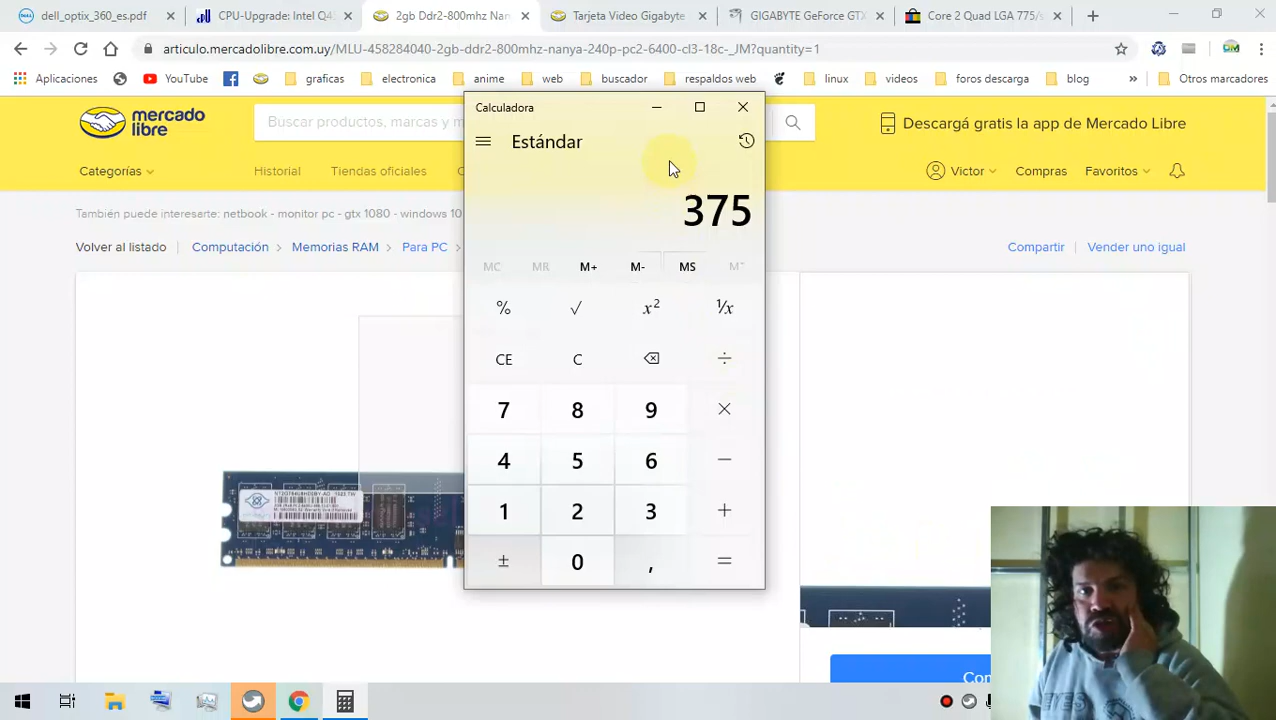 dell_optix_360_es.pdf
CPU-Upgrade: Intel Q4
2gb Ddr2-800mhz Nan
Tarjeta Video Gigabyte
GIGABYTE GeForce GTX
Core 2 Quad LGA 775/s
articulo.mercadolibre.com.uy/MLU-458284040-2gb-ddr2-800mhz-nanya-240p-pc2-6400-cl3-18c-_JM?quantity=1
Aplicaciones
YouTube
graficas
electronica
anime
web
buscador
respaldos web
linux
videos
foros descarga
blog
»
Otros marcadores
mercado
libre
Buscar productos, marcas y m
Descargá gratis la app de Mercado Libre
Categorías
Historial
Tiendas oficiales
Victor
Compras
Favoritos
También puede interesarte: netbook - monitor pc - gtx 1080 - windows 10
Volver al listado
Computación
Memorias RAM
Para PC
Compartir
Vender uno igual
Calculadora
Estándar
375
MC
MR
M+
M-
MS
M˅
%
√
x²
¹/x
CE
C
÷
7
8
9
×
4
5
6
−
1
2
3
+
±
0
,
=